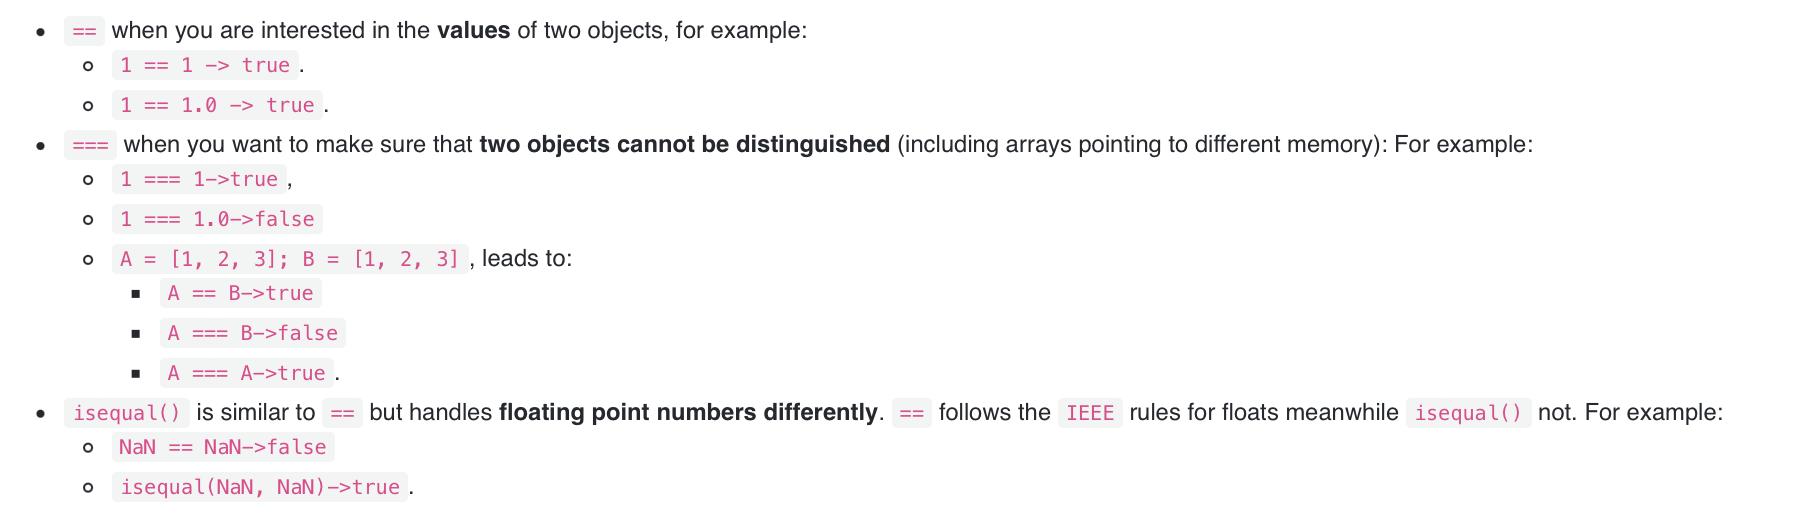 == when you are interested in the values of two objects, for example:
1 == 1 -> true.
1 == 1.0 -> true.
=== when you want to make sure that two objects cannot be distinguished (including arrays pointing to different memory): For example:
1 === 1->true,
1 === 1.0->false
A = [1, 2, 3]; B = [1, 2, 3], leads to:
A == B->true
A === B->false
A === A->true.
isequal() is similar to == but handles floating point numbers differently. == follows the IEEE rules for floats meanwhile isequal() not. For example:
NaN == NaN->false
isequal(NaN, NaN)->true.